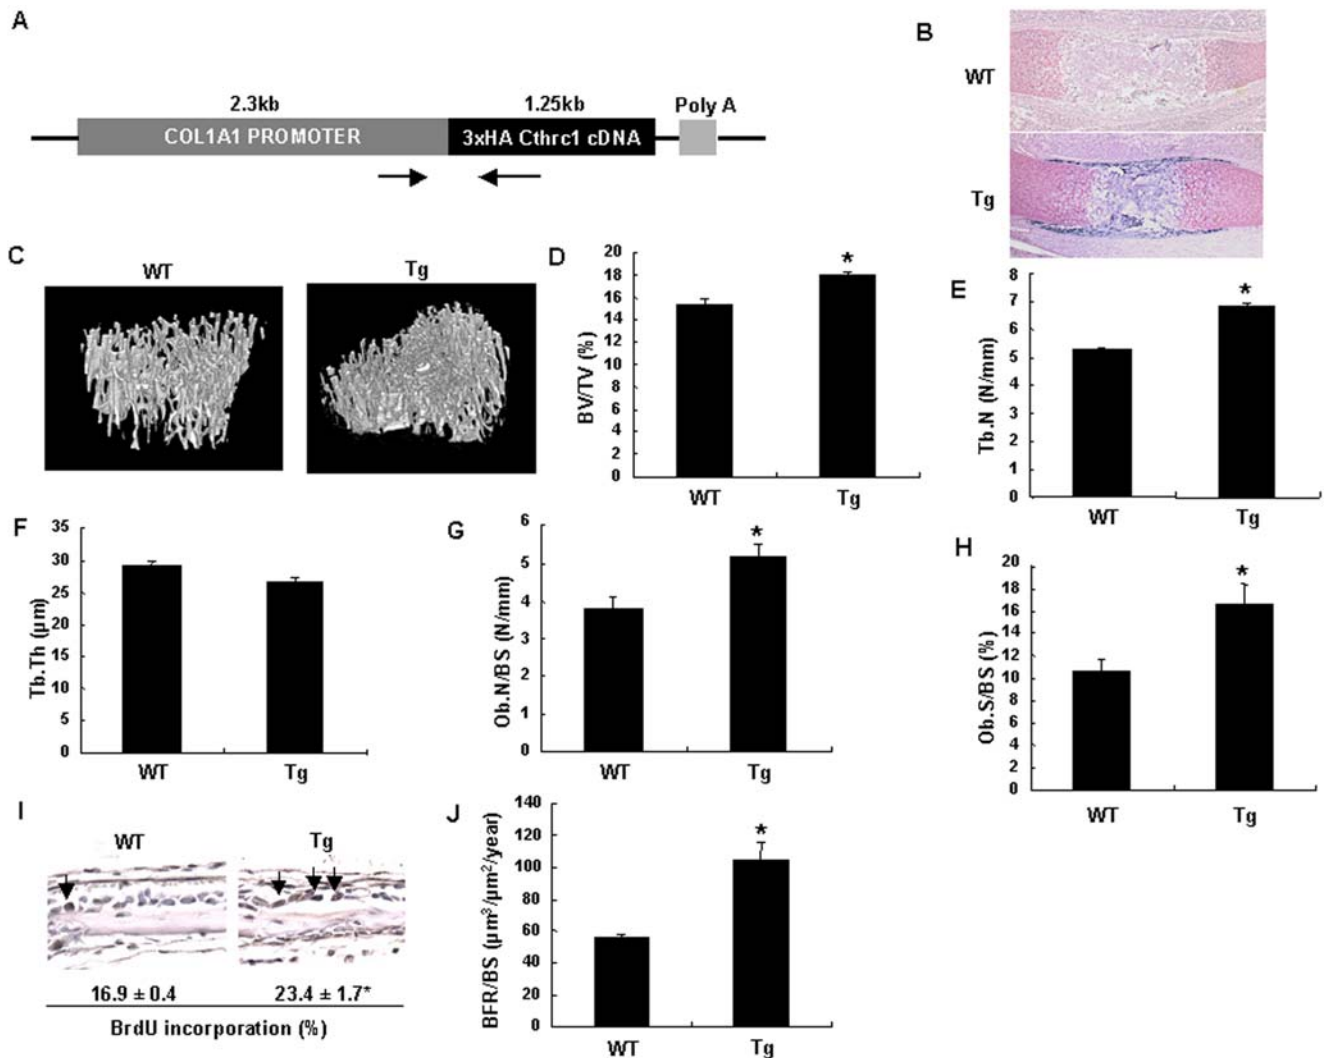 A
2.3kb
1.25kb
Poly A
COL1A1 PROMOTER
3xHA Cthrc1 cDNA
B
WT
Tg
C
WT
Tg
D
BV/TV (%)
20
18
16
14
12
10
8
6
4
2
0
*
WT
Tg
E
Tb.N (N/mm)
8
7
6
5
4
3
2
1
0
*
WT
Tg
F
Tb.Th (µm)
35
30
25
20
15
10
5
0
WT
Tg
G
Ob.N/BS (N/mm)
6
5
4
3
2
1
0
*
WT
Tg
H
Ob.S/BS (%)
20
18
16
14
12
10
8
6
4
2
0
*
WT
Tg
I
WT
Tg
16.9 ± 0.4
23.4 ± 1.7*
BrdU incorporation (%)
J
BFR/BS (µm³/µm²/year)
140
120
100
80
60
40
20
0
*
WT
Tg